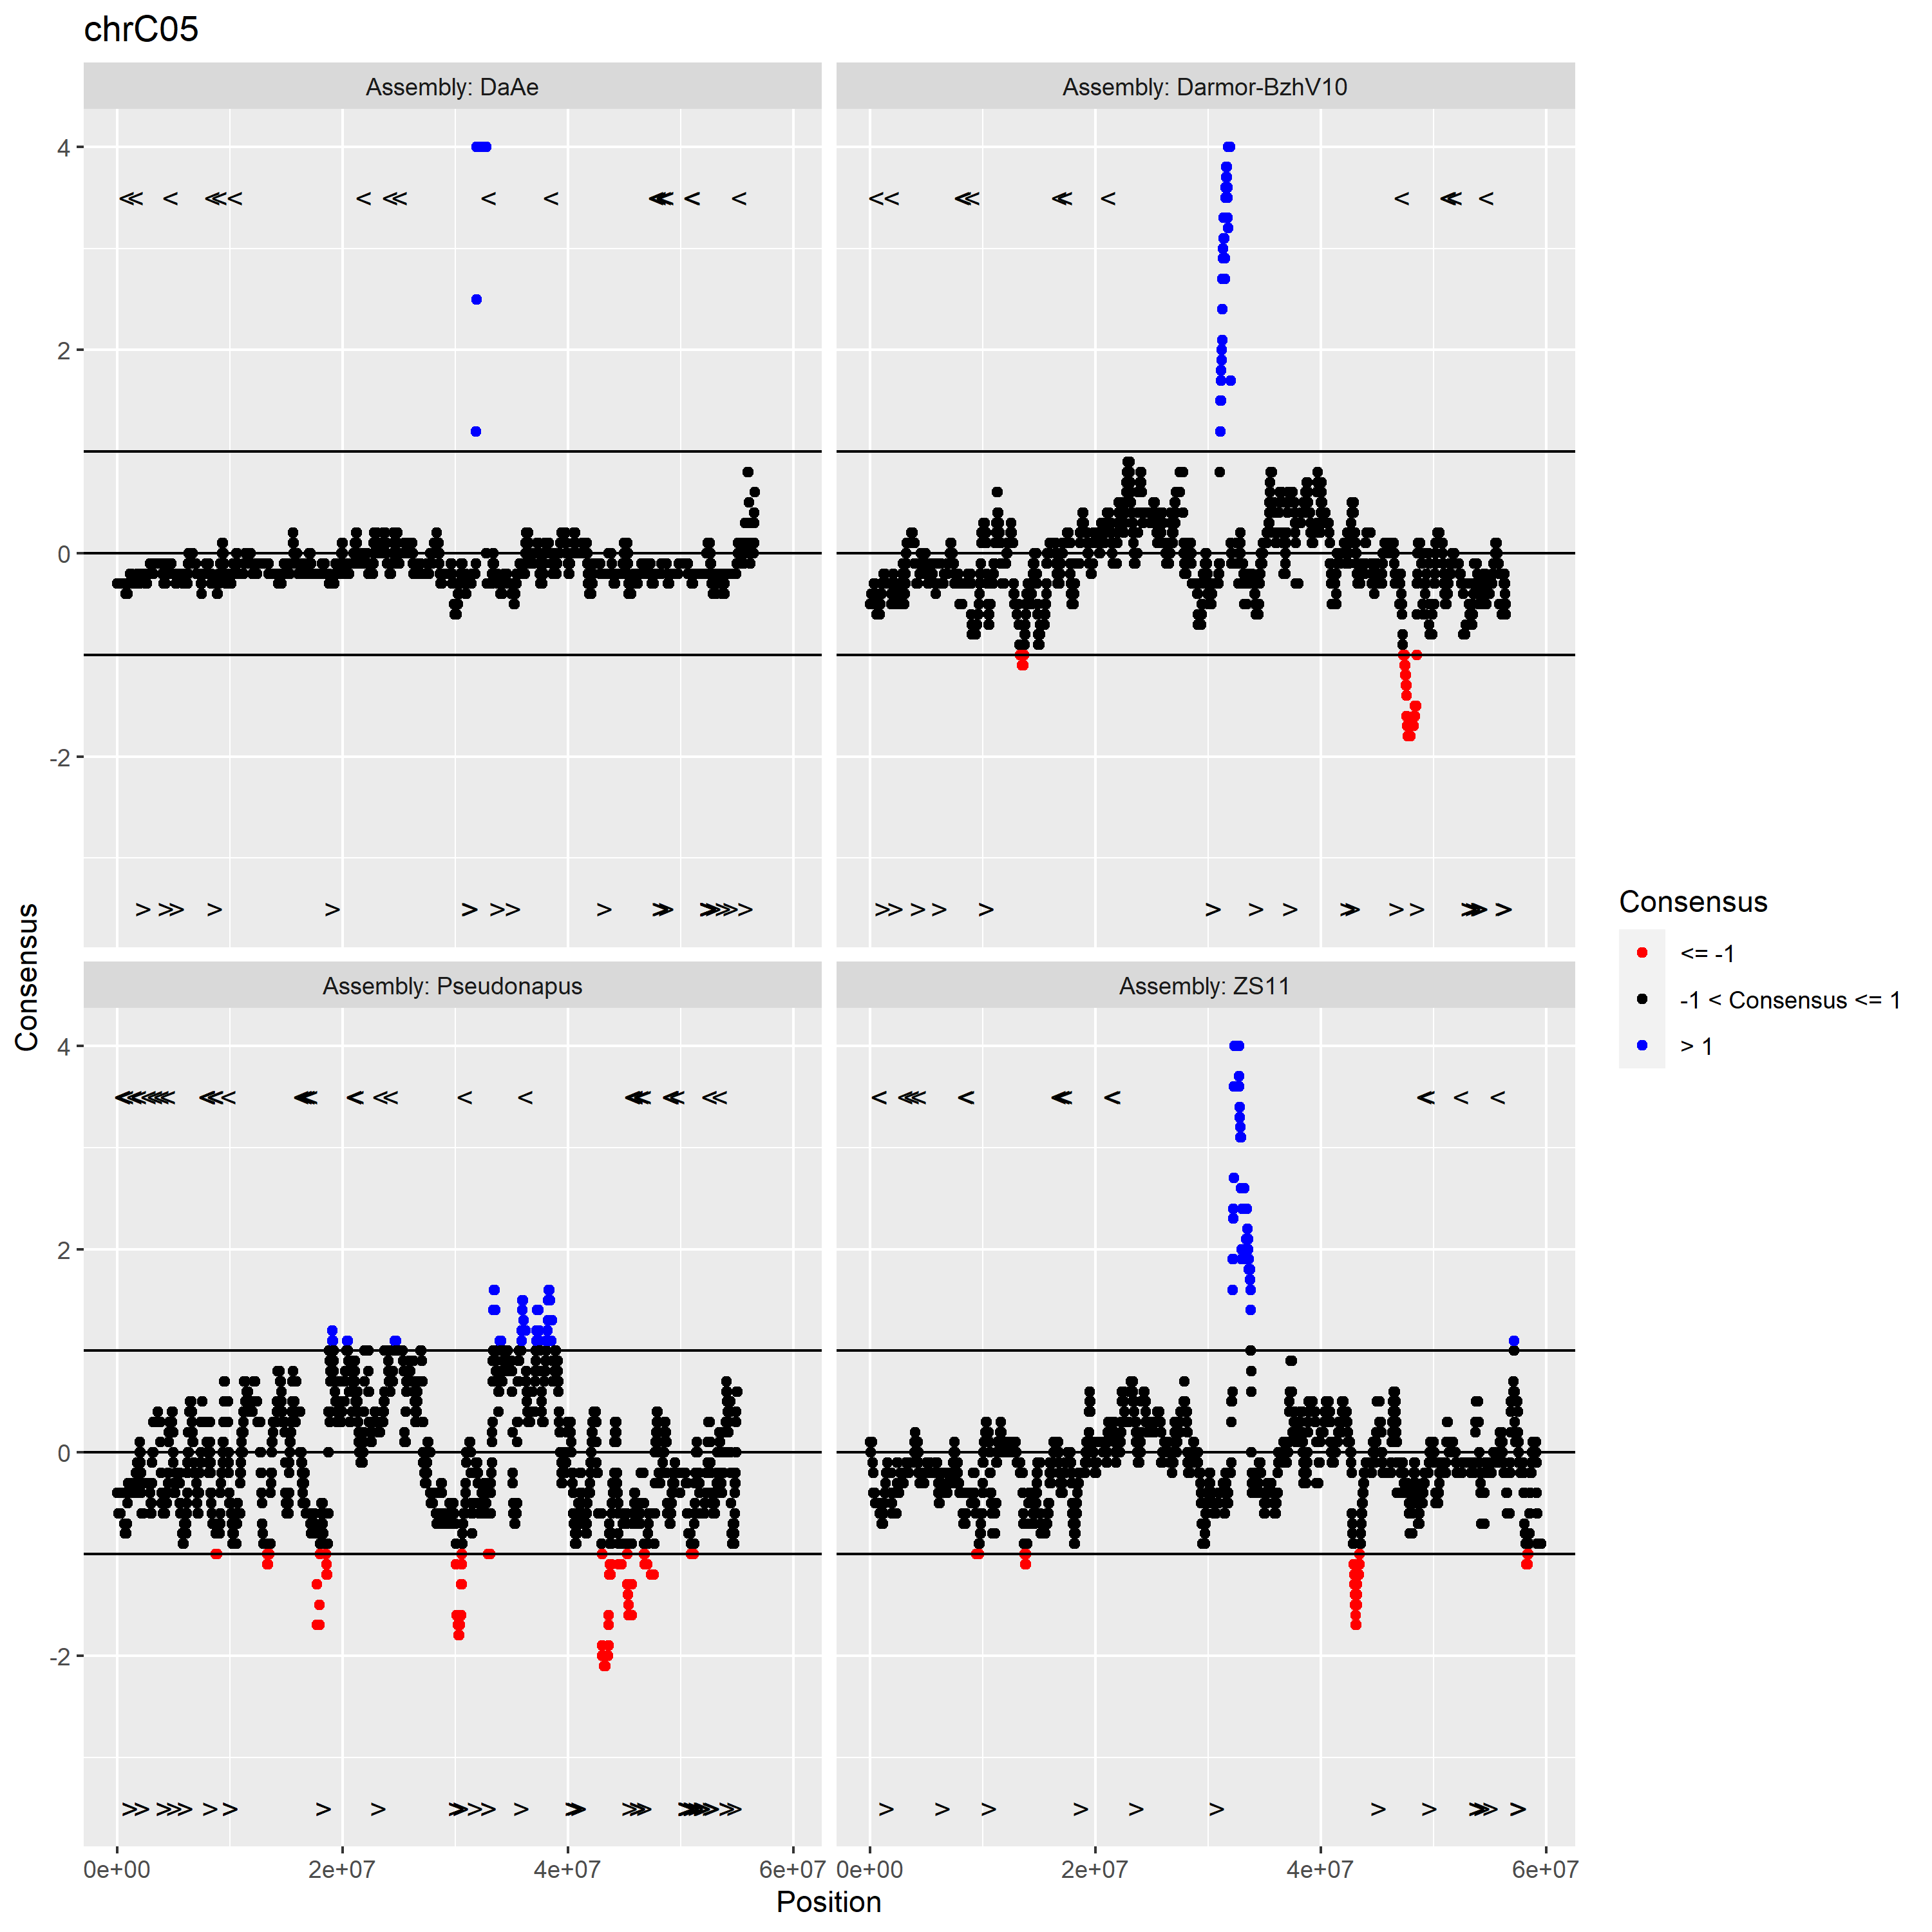 chrC05
Assembly: DaAe
Assembly: Darmor-BzhV10
4
2
0
-2
Assembly: Pseudonapus
Assembly: ZS11
4
2
0
-2
0e+00
2e+07
4e+07
6e+07
0e+00
2e+07
4e+07
6e+07
Position
Consensus
Consensus
<= -1
-1 < Consensus <= 1
> 1